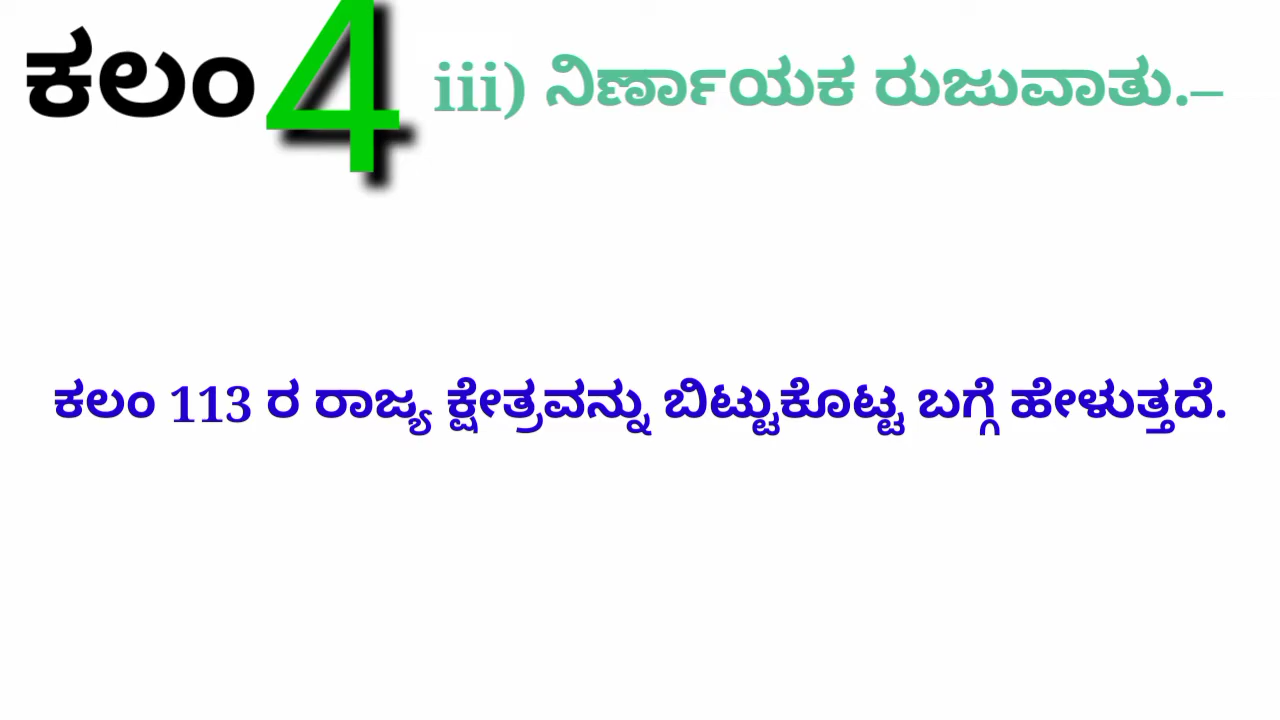 ಕಲಂ 4 iii) ನಿರ್ಣಾಯಕ ರುಜುವಾತು.–
ಕಲಂ 113 ರ ರಾಜ್ಯ ಕ್ಷೇತ್ರವನ್ನು ಬಿಟ್ಟುಕೊಟ್ಟ ಬಗ್ಗೆ ಹೇಳುತ್ತದೆ.